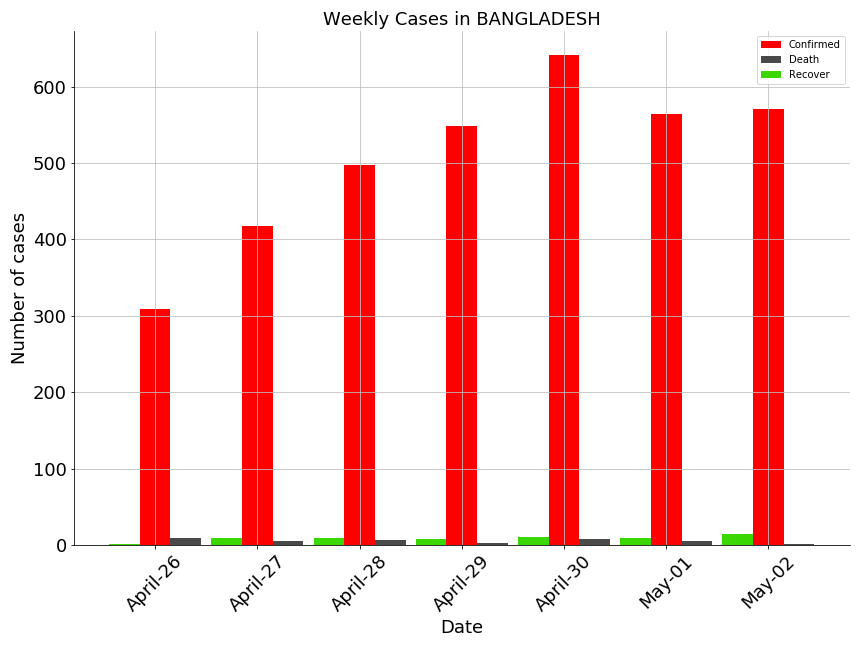 Weekly Cases in BANGLADESH
Confirmed
Death
Recover
Number of cases
600
500
400
300
200
100
0
April-26
April-27
April-28
April-29
April-30
May-01
May-02
Date